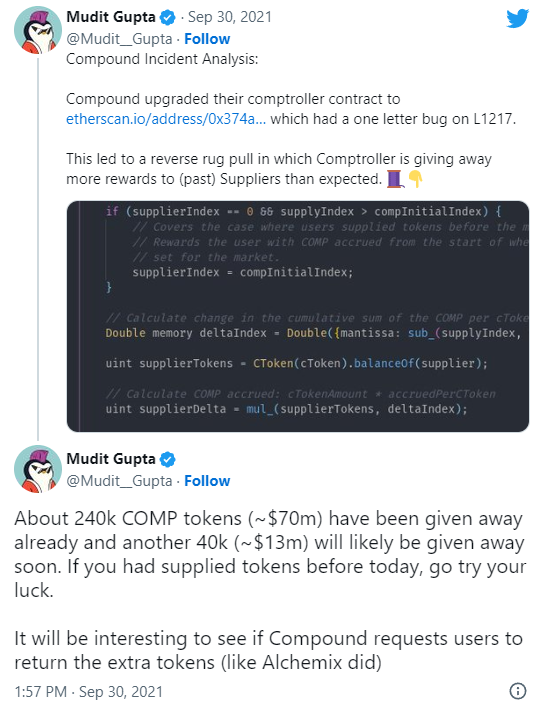 Mudit Gupta · Sep 30, 2021
@Mudit__Gupta · Follow
Compound Incident Analysis:
Compound upgraded their comptroller contract to
etherscan.io/address/0x374a... which had a one letter bug on L1217.
This led to a reverse rug pull in which Comptroller is giving away
more rewards to (past) Suppliers than expected. 🧵👇
if (supplierIndex == 0 && supplyIndex > compInitialIndex) {
// Covers the case where users supplied tokens before the m
// Rewards the user with COMP accrued from the start of whe
// set for the market.
supplierIndex = compInitialIndex;
}
// Calculate change in the cumulative sum of the COMP per cToke
Double memory deltaIndex = Double({mantissa: sub_(supplyIndex,
uint supplierTokens = CToken(cToken).balanceOf(supplier);
// Calculate COMP accrued: cTokenAmount * accruedPerCToken
uint supplierDelta = mul_(supplierTokens, deltaIndex);
Mudit Gupta
@Mudit__Gupta · Follow
About 240k COMP tokens (~$70m) have been given away
already and another 40k (~$13m) will likely be given away
soon. If you had supplied tokens before today, go try your
luck.
It will be interesting to see if Compound requests users to
return the extra tokens (like Alchemix did)
1:57 PM · Sep 30, 2021